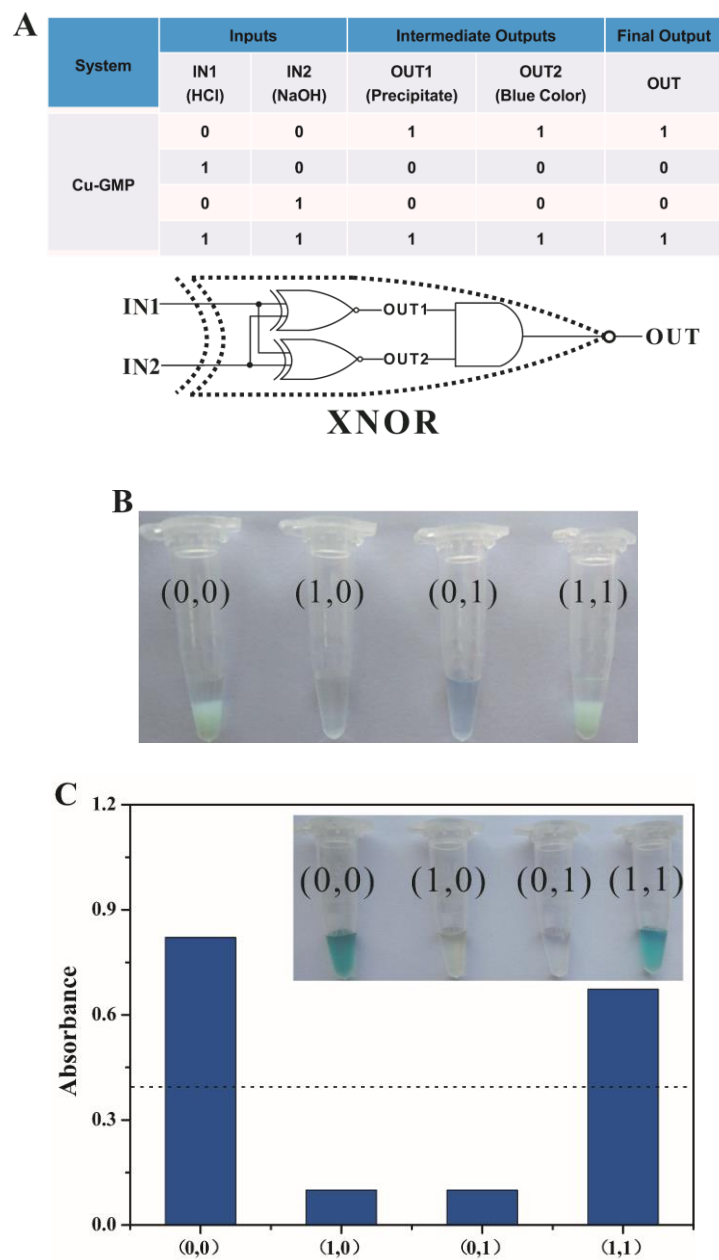 A
System Inputs Intermediate Outputs Final Output
IN1 (HCl) IN2 (NaOH) OUT1 (Precipitate) OUT2 (Blue Color) OUT
Cu-GMP
0 0 1 1 1
1 0 0 0 0
0 1 0 0 0
1 1 1 1 1
IN1 OUT1
IN2 OUT2 OUT
XNOR
B
(0,0) (1,0) (0,1) (1,1)
C
1.2
0.9
0.6
0.3
0.0
Absorbance
(0,0) (1,0) (0,1) (1,1)
(0,0) (1,0) (0,1) (1,1)